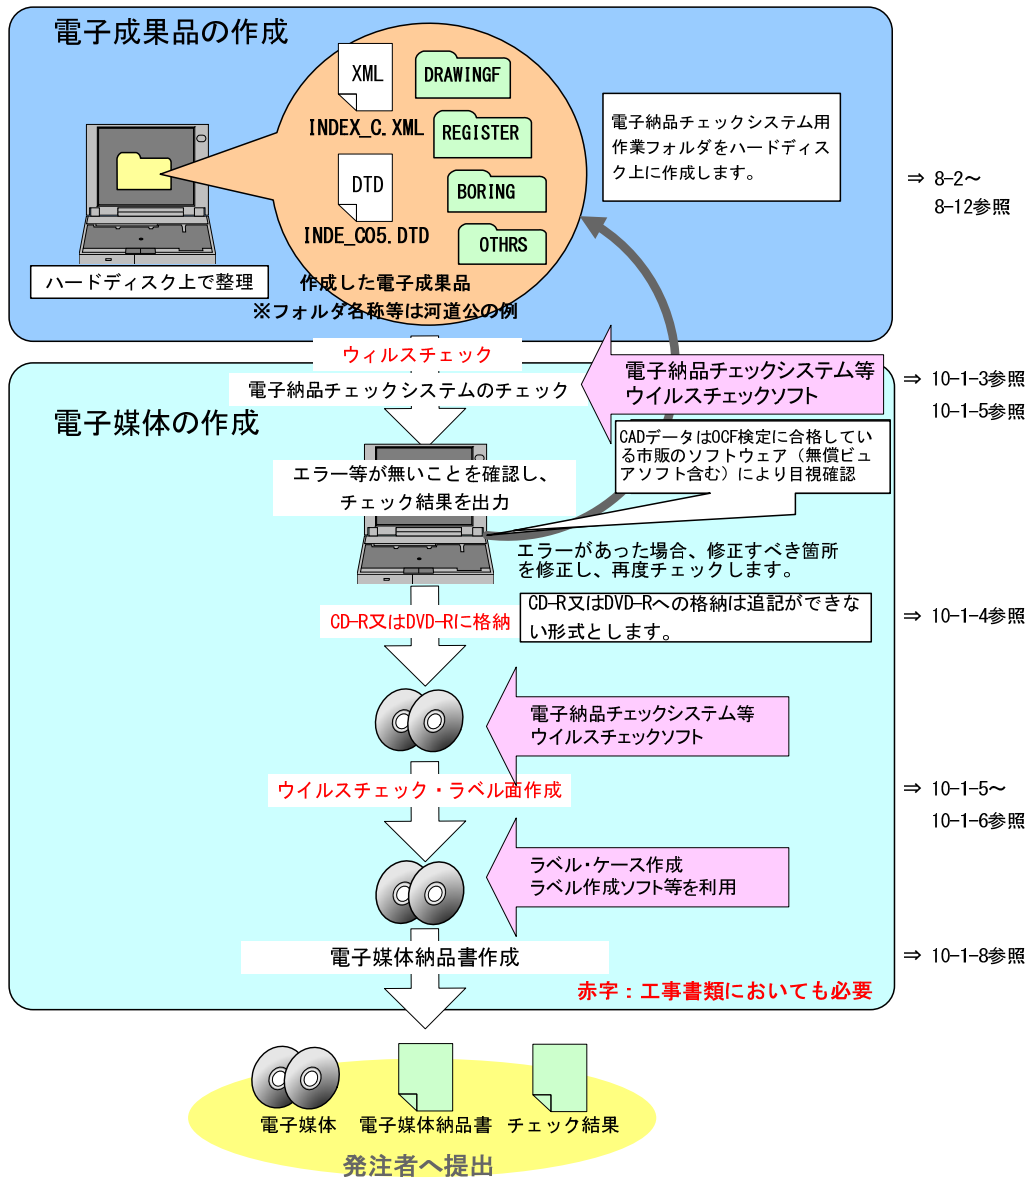 電子成果品の作成
XML
INDEX_C.XML
DTD
INDE_C05.DTD
DRAWINGF
REGISTER
BORING
OTHRS
ハードディスク上で整理
作成した電子成果品
※フォルダ名称等は河道公の例
電子納品チェックシステム用
作業フォルダをハードディス
ク上に作成します。
⇒ 8-2～
8-12参照
ウィルスチェック
電子納品チェックシステムのチェック
電子納品チェックシステム等
ウイルスチェックソフト
⇒ 10-1-3参照
10-1-5参照
電子媒体の作成
CADデータはOCF検定に合格してい
る市販のソフトウェア（無償ビュ
アソフト含む）により目視確認
エラー等が無いことを確認し、
チェック結果を出力
エラーがあった場合、修正すべき箇所
を修正し、再度チェックします。
CD-R又はDVD-Rに格納
CD-R又はDVD-Rへの格納は追記ができな
い形式とします。
⇒ 10-1-4参照
電子納品チェックシステム等
ウイルスチェックソフト
ウイルスチェック・ラベル面作成
⇒ 10-1-5～
10-1-6参照
ラベル・ケース作成
ラベル作成ソフト等を利用
電子媒体納品書作成
⇒ 10-1-8参照
赤字：工事書類においても必要
電子媒体
電子媒体納品書
チェック結果
発注者へ提出